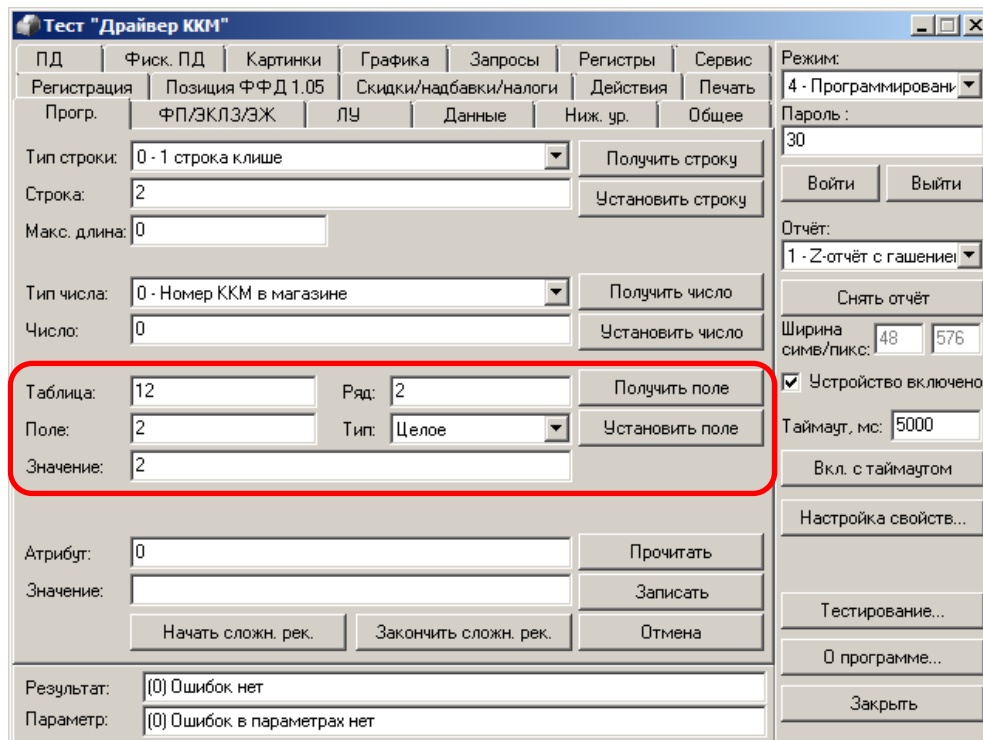 Тест "Драйвер ККМ"
ПД Фиск. ПД Картинки Графика Запросы Регистры Сервис
Регистрация Позиция ФФД 1.05 Скидки/надбавки/налоги Действия Печать
Прогр. ФП/ЭКЛЗ/ЭЖ ЛУ Данные Ниж. ур. Общее
Тип строки: 0 - 1 строка клише Получить строку
Строка: 2 Установить строку
Макс. длина: 0
Тип числа: 0 - Номер ККМ в магазине Получить число
Число: 0 Установить число
Таблица: 12 Ряд: 2 Получить поле
Поле: 2 Тип: Целое Установить поле
Значение: 2
Атрибут: 0 Прочитать
Значение: Записать
Начать сложн. рек. Закончить сложн. рек. Отмена
Результат: (0) Ошибок нет
Параметр: (0) Ошибок в параметрах нет
Режим:
4 - Программировани
Пароль :
30
Войти Выйти
Отчёт:
1 - Z-отчёт с гашение
Снять отчёт
Ширина
симв/пикс: 48 576
Устройство включено
Таймаут, мс: 5000
Вкл. с таймаутом
Настройка свойств...
Тестирование...
О программе...
Закрыть